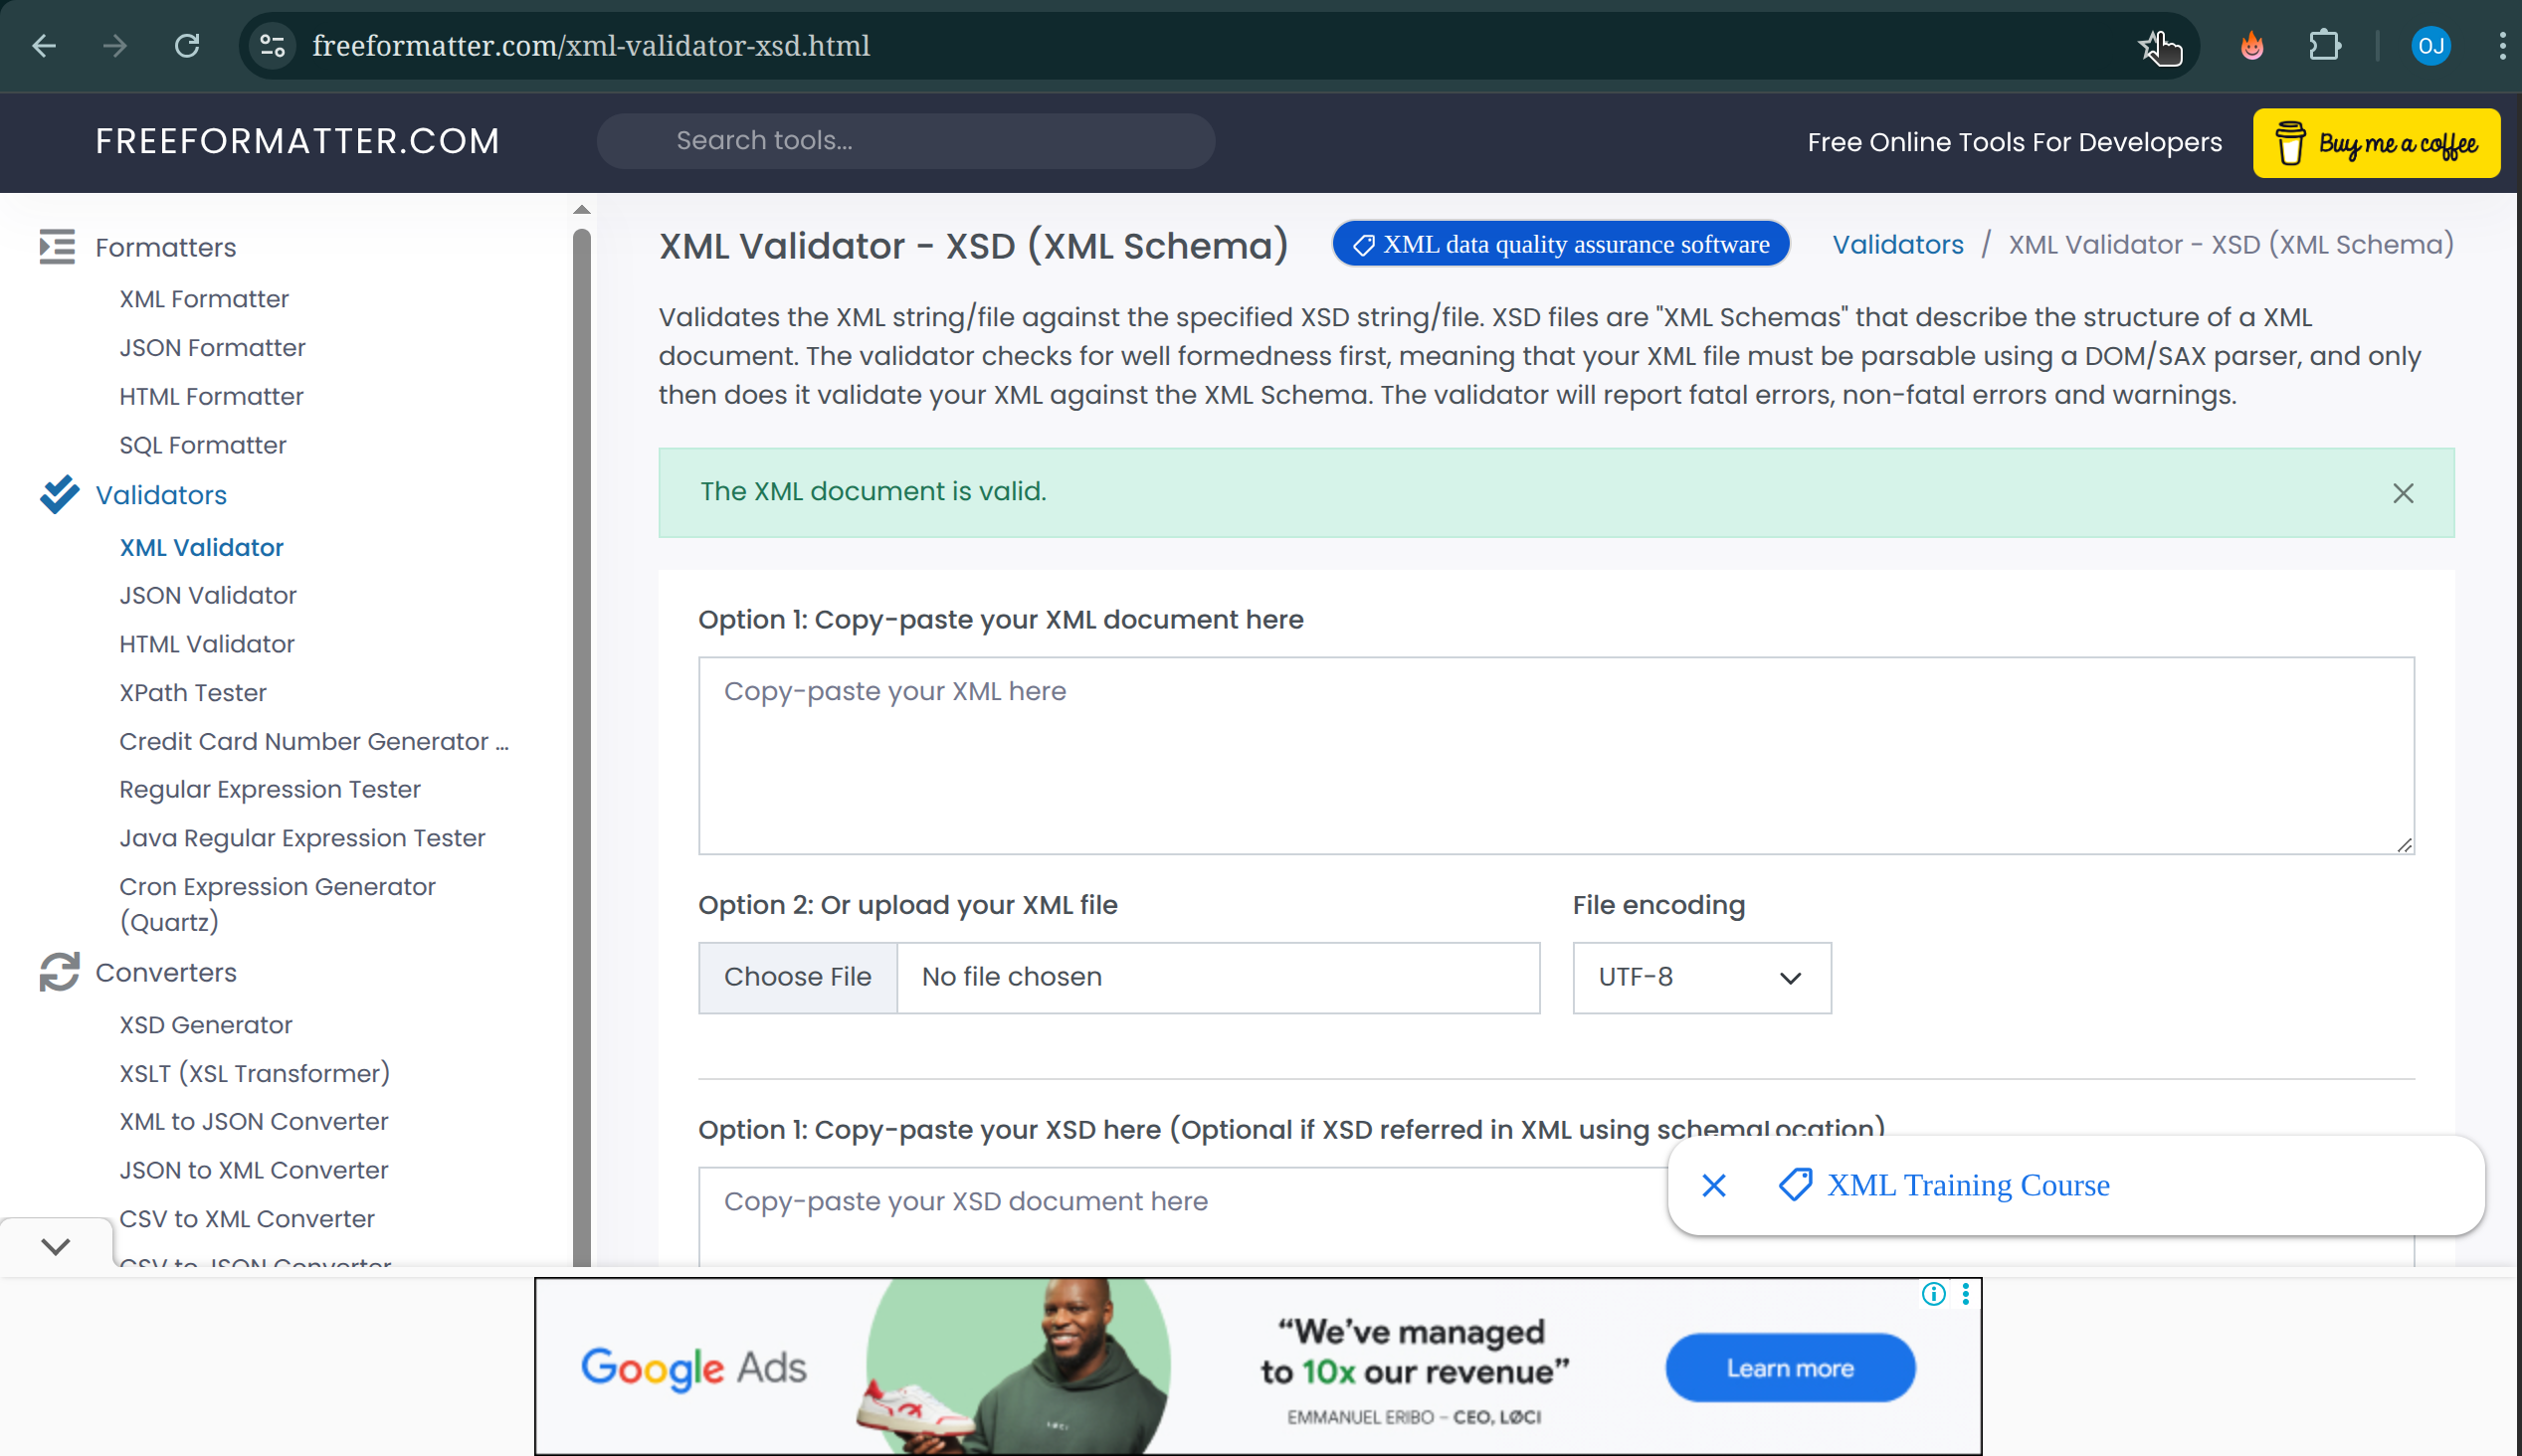 freeformatter.com/xml-validator-xsd.html
OJ
FREEFORMATTER.COM
Search tools...
Free Online Tools For Developers
Buy me a coffee
Formatters
XML Formatter
JSON Formatter
HTML Formatter
SQL Formatter
Validators
XML Validator
JSON Validator
HTML Validator
XPath Tester
Credit Card Number Generator ...
Regular Expression Tester
Java Regular Expression Tester
Cron Expression Generator
(Quartz)
Converters
XSD Generator
XSLT (XSL Transformer)
XML to JSON Converter
JSON to XML Converter
CSV to XML Converter
CSV to JSON Converter
XML Validator - XSD (XML Schema)
XML data quality assurance software
Validators / XML Validator - XSD (XML Schema)
Validates the XML string/file against the specified XSD string/file. XSD files are "XML Schemas" that describe the structure of a XML
document. The validator checks for well formedness first, meaning that your XML file must be parsable using a DOM/SAX parser, and only
then does it validate your XML against the XML Schema. The validator will report fatal errors, non-fatal errors and warnings.
The XML document is valid.
Option 1: Copy-paste your XML document here
Copy-paste your XML here
Option 2: Or upload your XML file
File encoding
Choose File
No file chosen
UTF-8
Option 1: Copy-paste your XSD here (Optional if XSD referred in XML using schemaLocation)
Copy-paste your XSD document here
XML Training Course
Google Ads
LØCI
“We’ve managed
to 10x our revenue”
EMMANUEL ERIBO – CEO, LØCI
Learn more